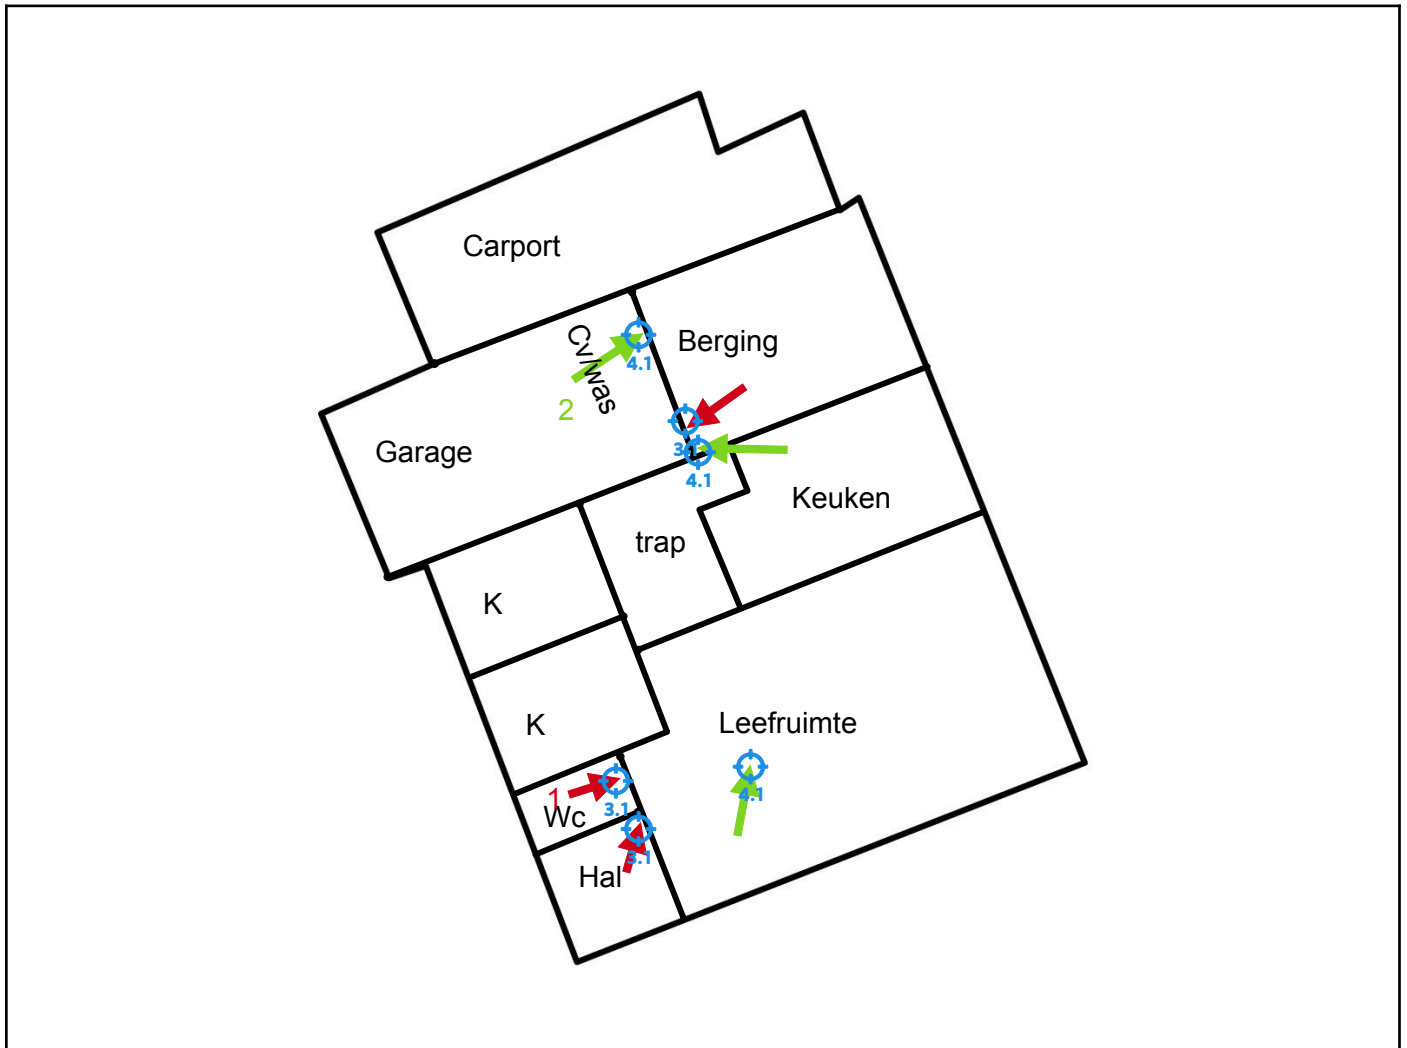 Carport
Cv/was
4.1
Berging
2
Garage
3.1
4.1
Keuken
trap
K
K
Leefruimte
1
3.1
4.1
Wc
3.1
Hal